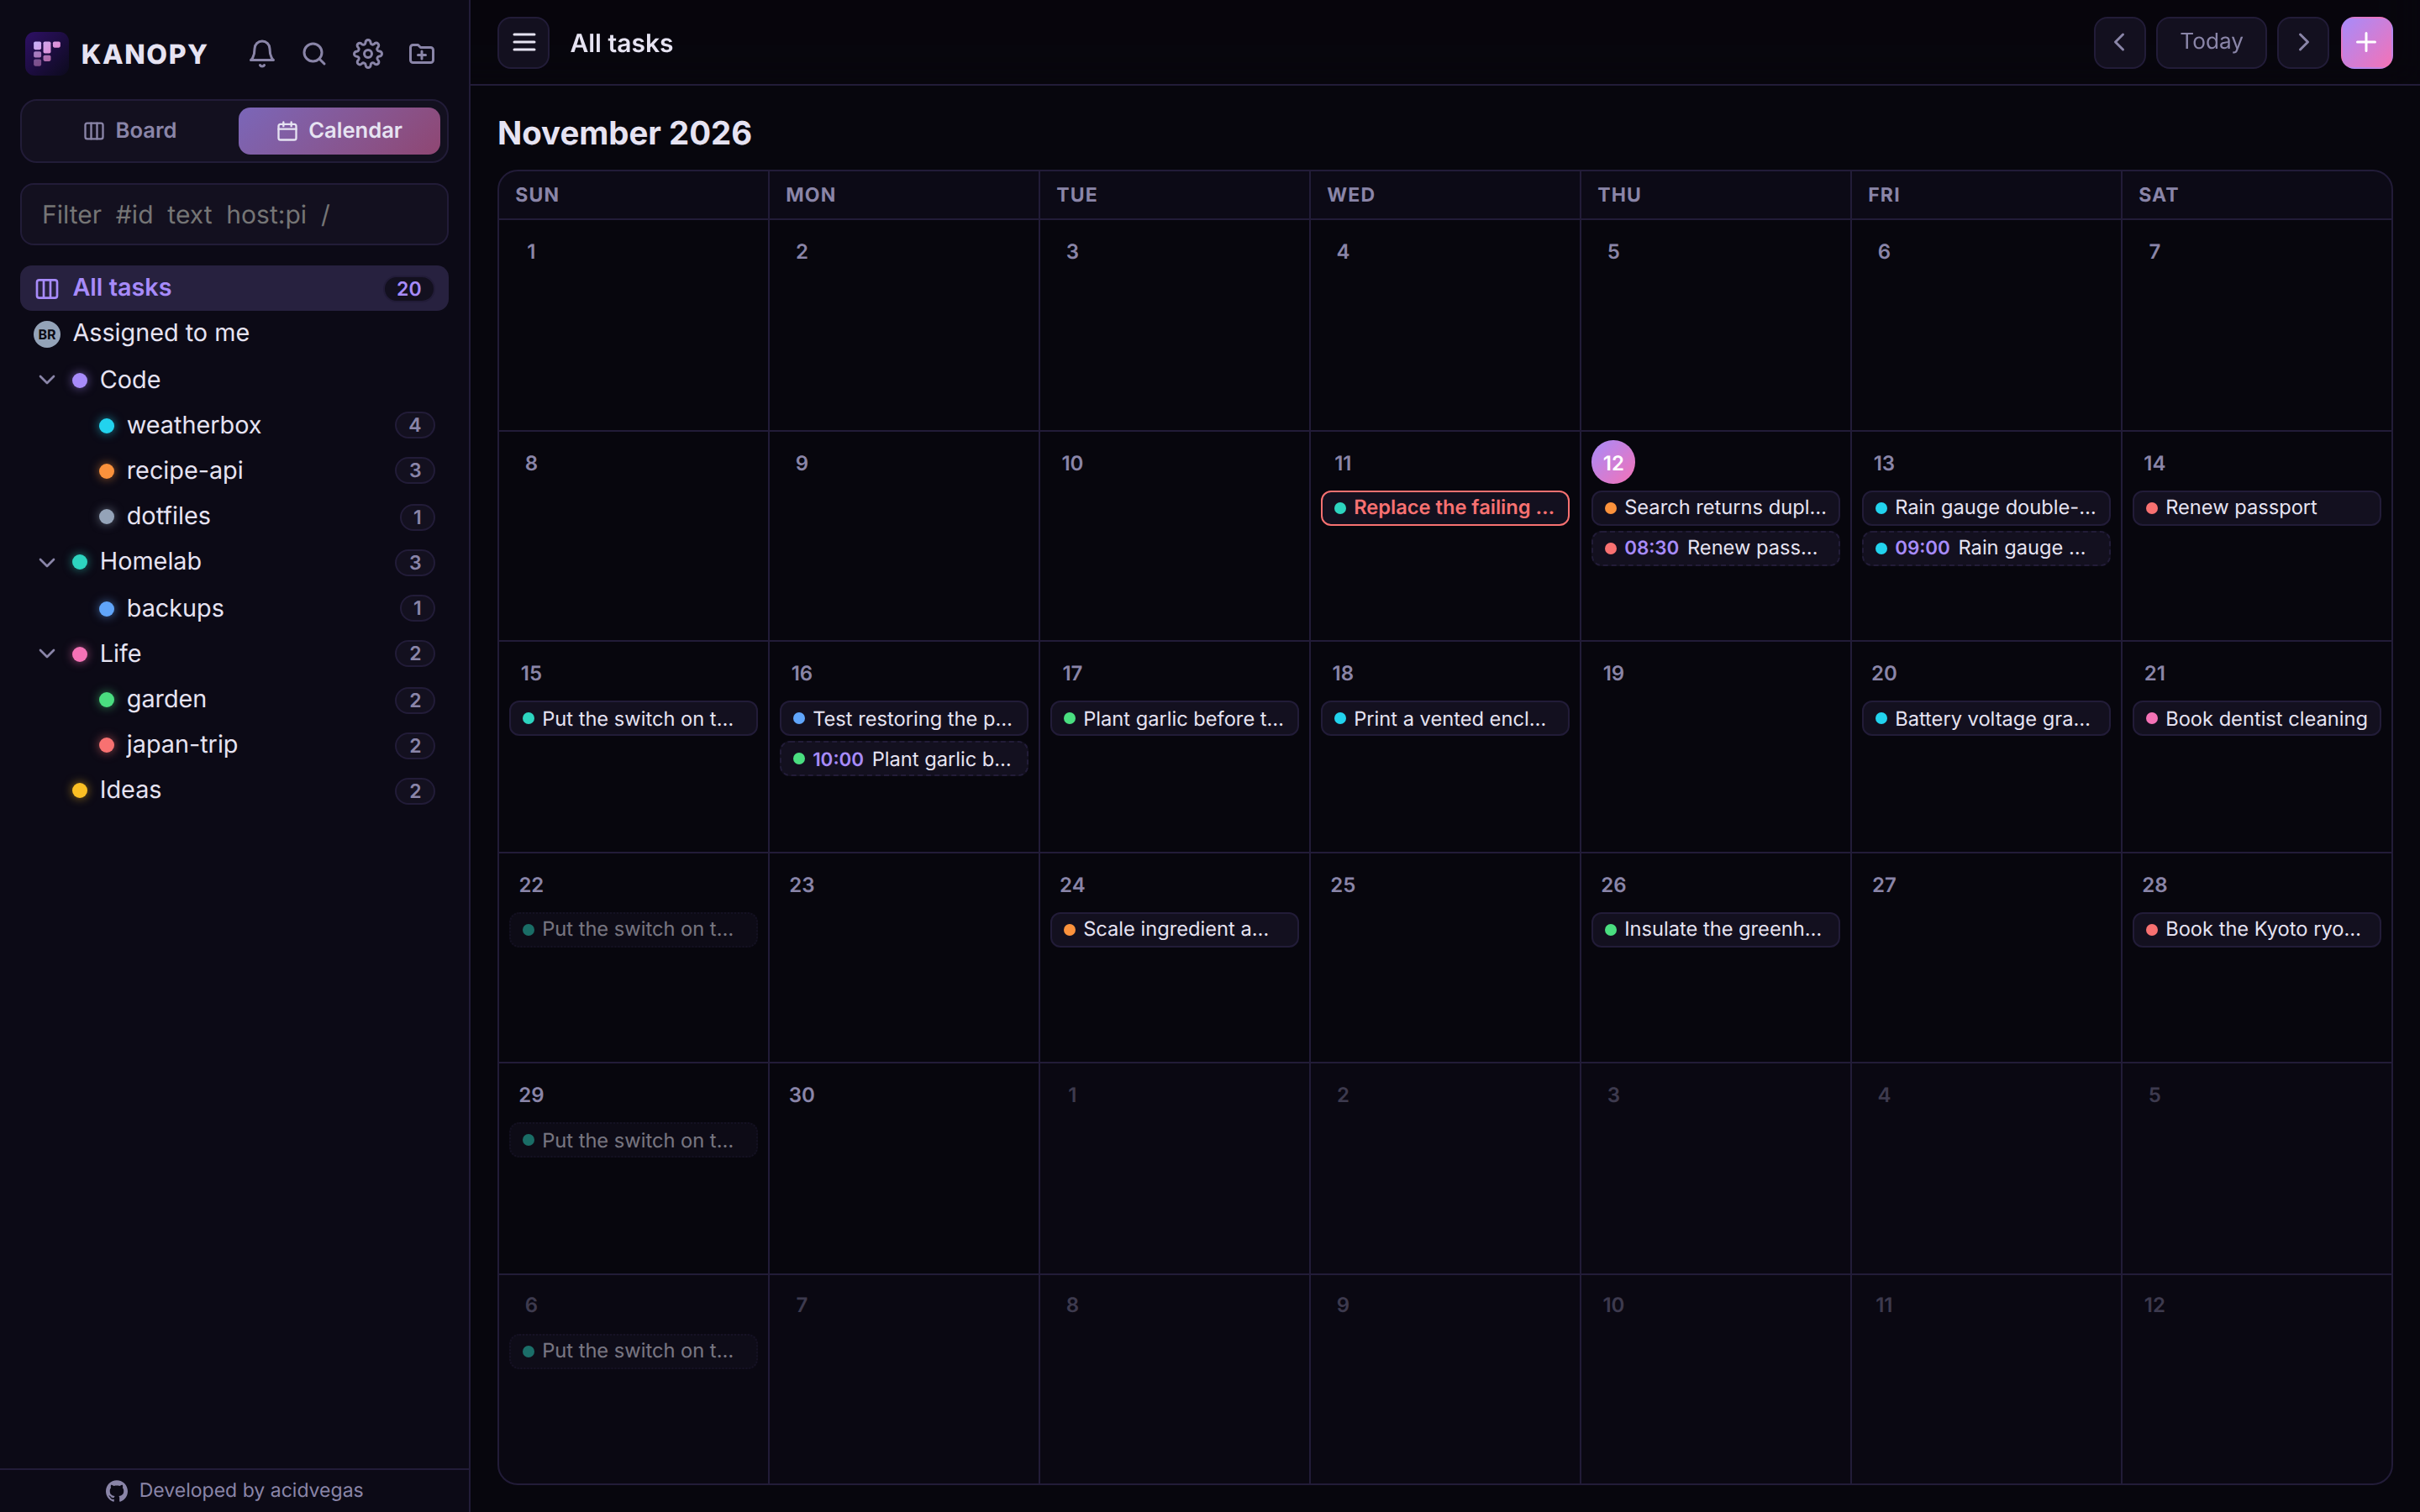 KANOPY
Board Calendar
Filter #id text host:pi /
All tasks 20
BR Assigned to me
Code
weatherbox 4
recipe-api 3
dotfiles 1
Homelab 3
backups 1
Life 2
garden 2
japan-trip 2
Ideas 2
Developed by acidvegas
All tasks
Today
November 2026
SUN MON TUE WED THU FRI SAT
1 2 3 4 5 6 7
8 9 10 11 12 13 14
Replace the failing ... Search returns dupl... Rain gauge double-... Renew passport
08:30 Renew pass... 09:00 Rain gauge ...
15 16 17 18 19 20 21
Put the switch on t... Test restoring the p... Plant garlic before t... Print a vented encl... Battery voltage gra... Book dentist cleaning
10:00 Plant garlic b...
22 23 24 25 26 27 28
Put the switch on t... Scale ingredient a... Insulate the greenh... Book the Kyoto ryo...
29 30 1 2 3 4 5
Put the switch on t...
6 7 8 9 10 11 12
Put the switch on t...